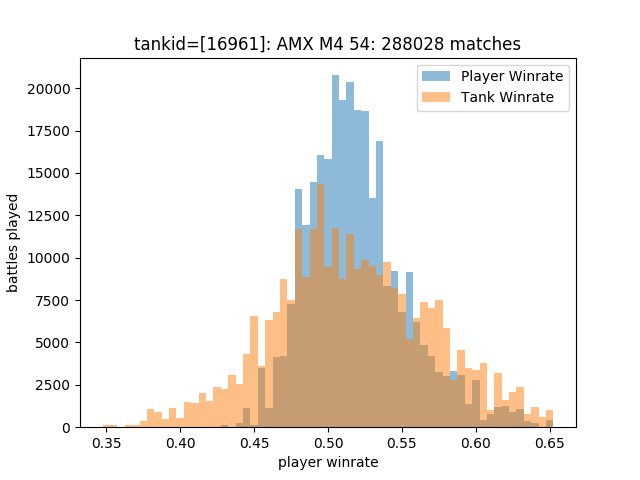 tankid=[16961]: AMX M4 54: 288028 matches
Player Winrate
Tank Winrate
20000
17500
15000
12500
10000
7500
5000
2500
0
battles played
0.35 0.40 0.45 0.50 0.55 0.60 0.65
player winrate